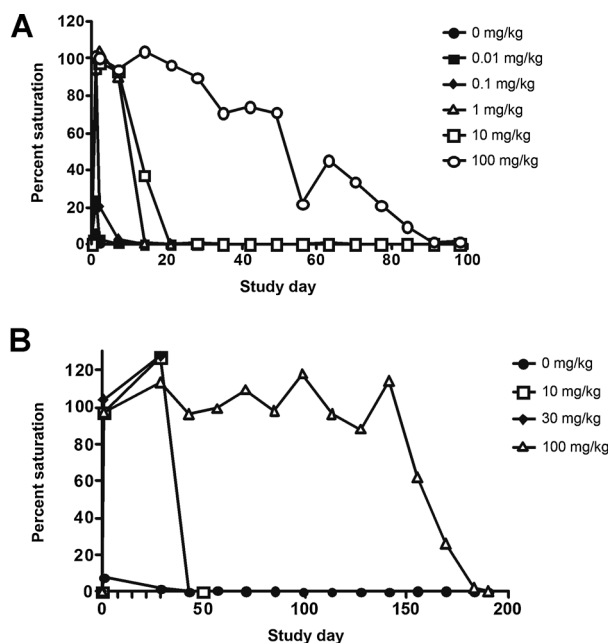 A
120
100
80
60
40
20
0
0 20 40 60 80 100
Percent saturation
Study day
0 mg/kg
0.01 mg/kg
0.1 mg/kg
1 mg/kg
10 mg/kg
100 mg/kg
B
120
100
80
60
40
20
0
0 50 100 150 200
Percent saturation
Study day
0 mg/kg
10 mg/kg
30 mg/kg
100 mg/kg